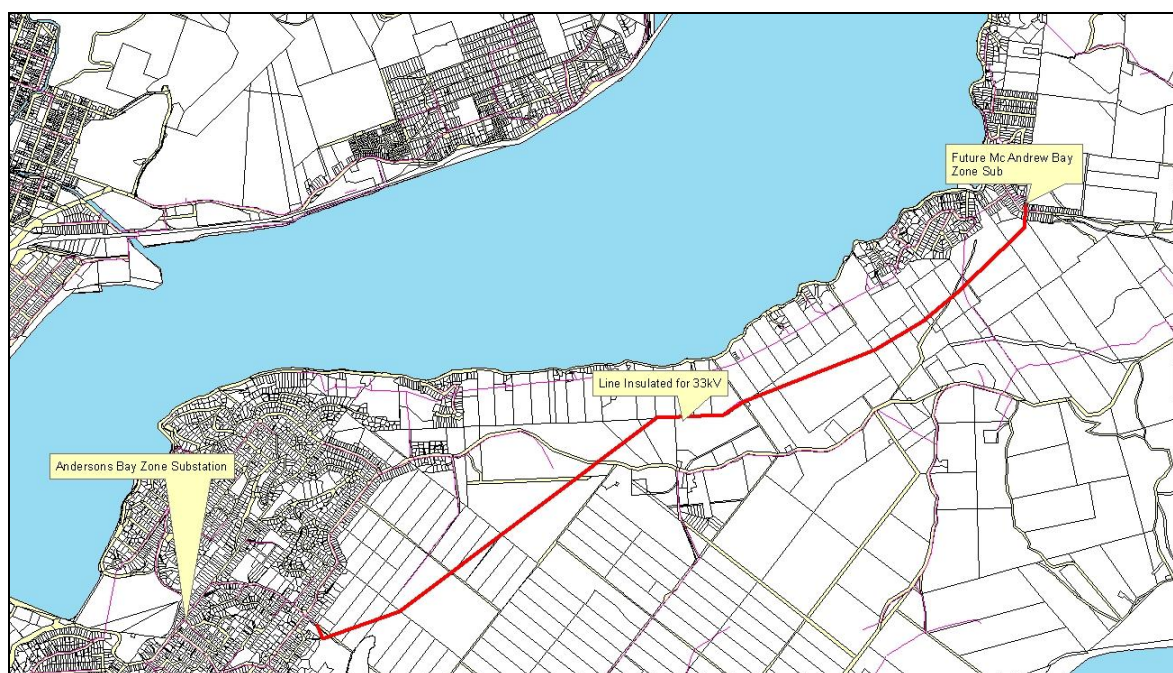 Future Mc Andrew Bay
Zone Sub
Line Insulated for 33kV
Andersons Bay Zone Substation